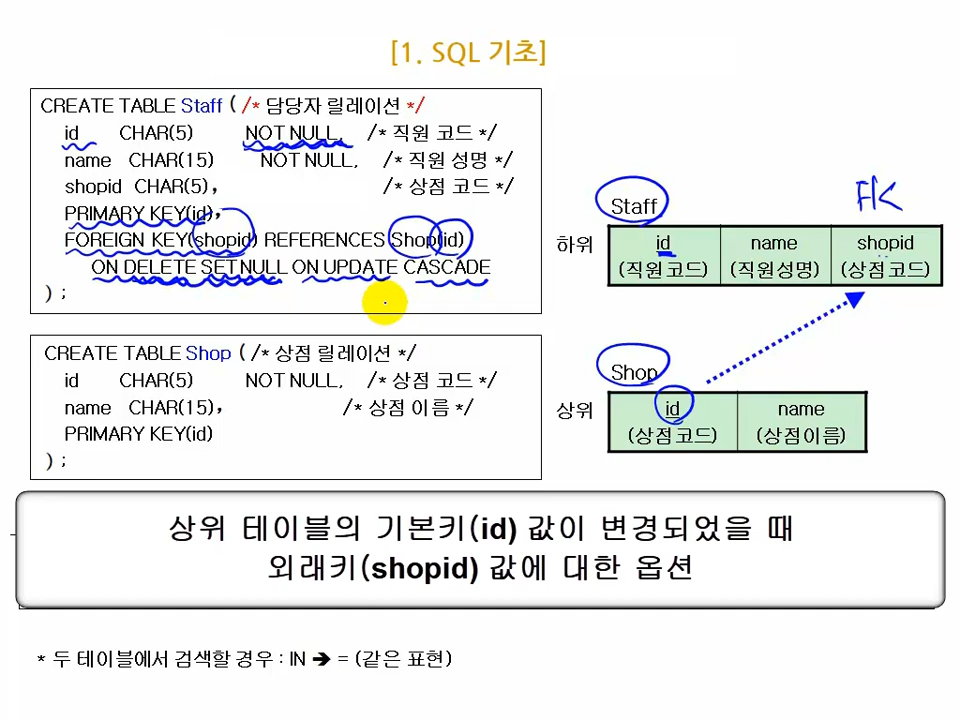 [1. SQL 기초]
CREATE TABLE Staff ( /* 담당자 릴레이션 */
id CHAR(5) NOT NULL, /* 직원 코드 */
name CHAR(15) NOT NULL, /* 직원 성명 */
shopid CHAR(5), /* 상점 코드 */
PRIMARY KEY(id),
FOREIGN KEY(shopid) REFERENCES Shop(id)
ON DELETE SET NULL ON UPDATE CASCADE
) ;
CREATE TABLE Shop ( /* 상점 릴레이션 */
id CHAR(5) NOT NULL, /* 상점 코드 */
name CHAR(15), /* 상점 이름 */
PRIMARY KEY(id)
) ;
FK
Staff
하위
id name shopid
(직원코드) (직원성명) (상점코드)
Shop
상위
id name
(상점코드) (상점이름)
상위 테이블의 기본키(id) 값이 변경되었을 때
외래키(shopid) 값에 대한 옵션
* 두 테이블에서 검색할 경우 : IN ➔ = (같은 표현)